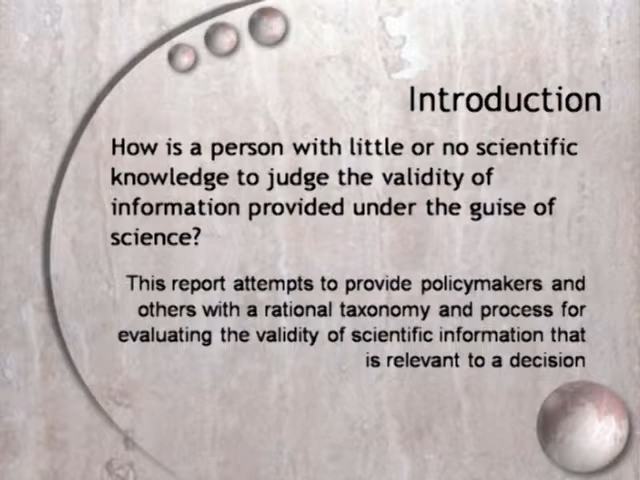 Introduction
How is a person with little or no scientific
knowledge to judge the validity of
information provided under the guise of
science?
This report attempts to provide policymakers and
others with a rational taxonomy and process for
evaluating the validity of scientific information that
is relevant to a decision